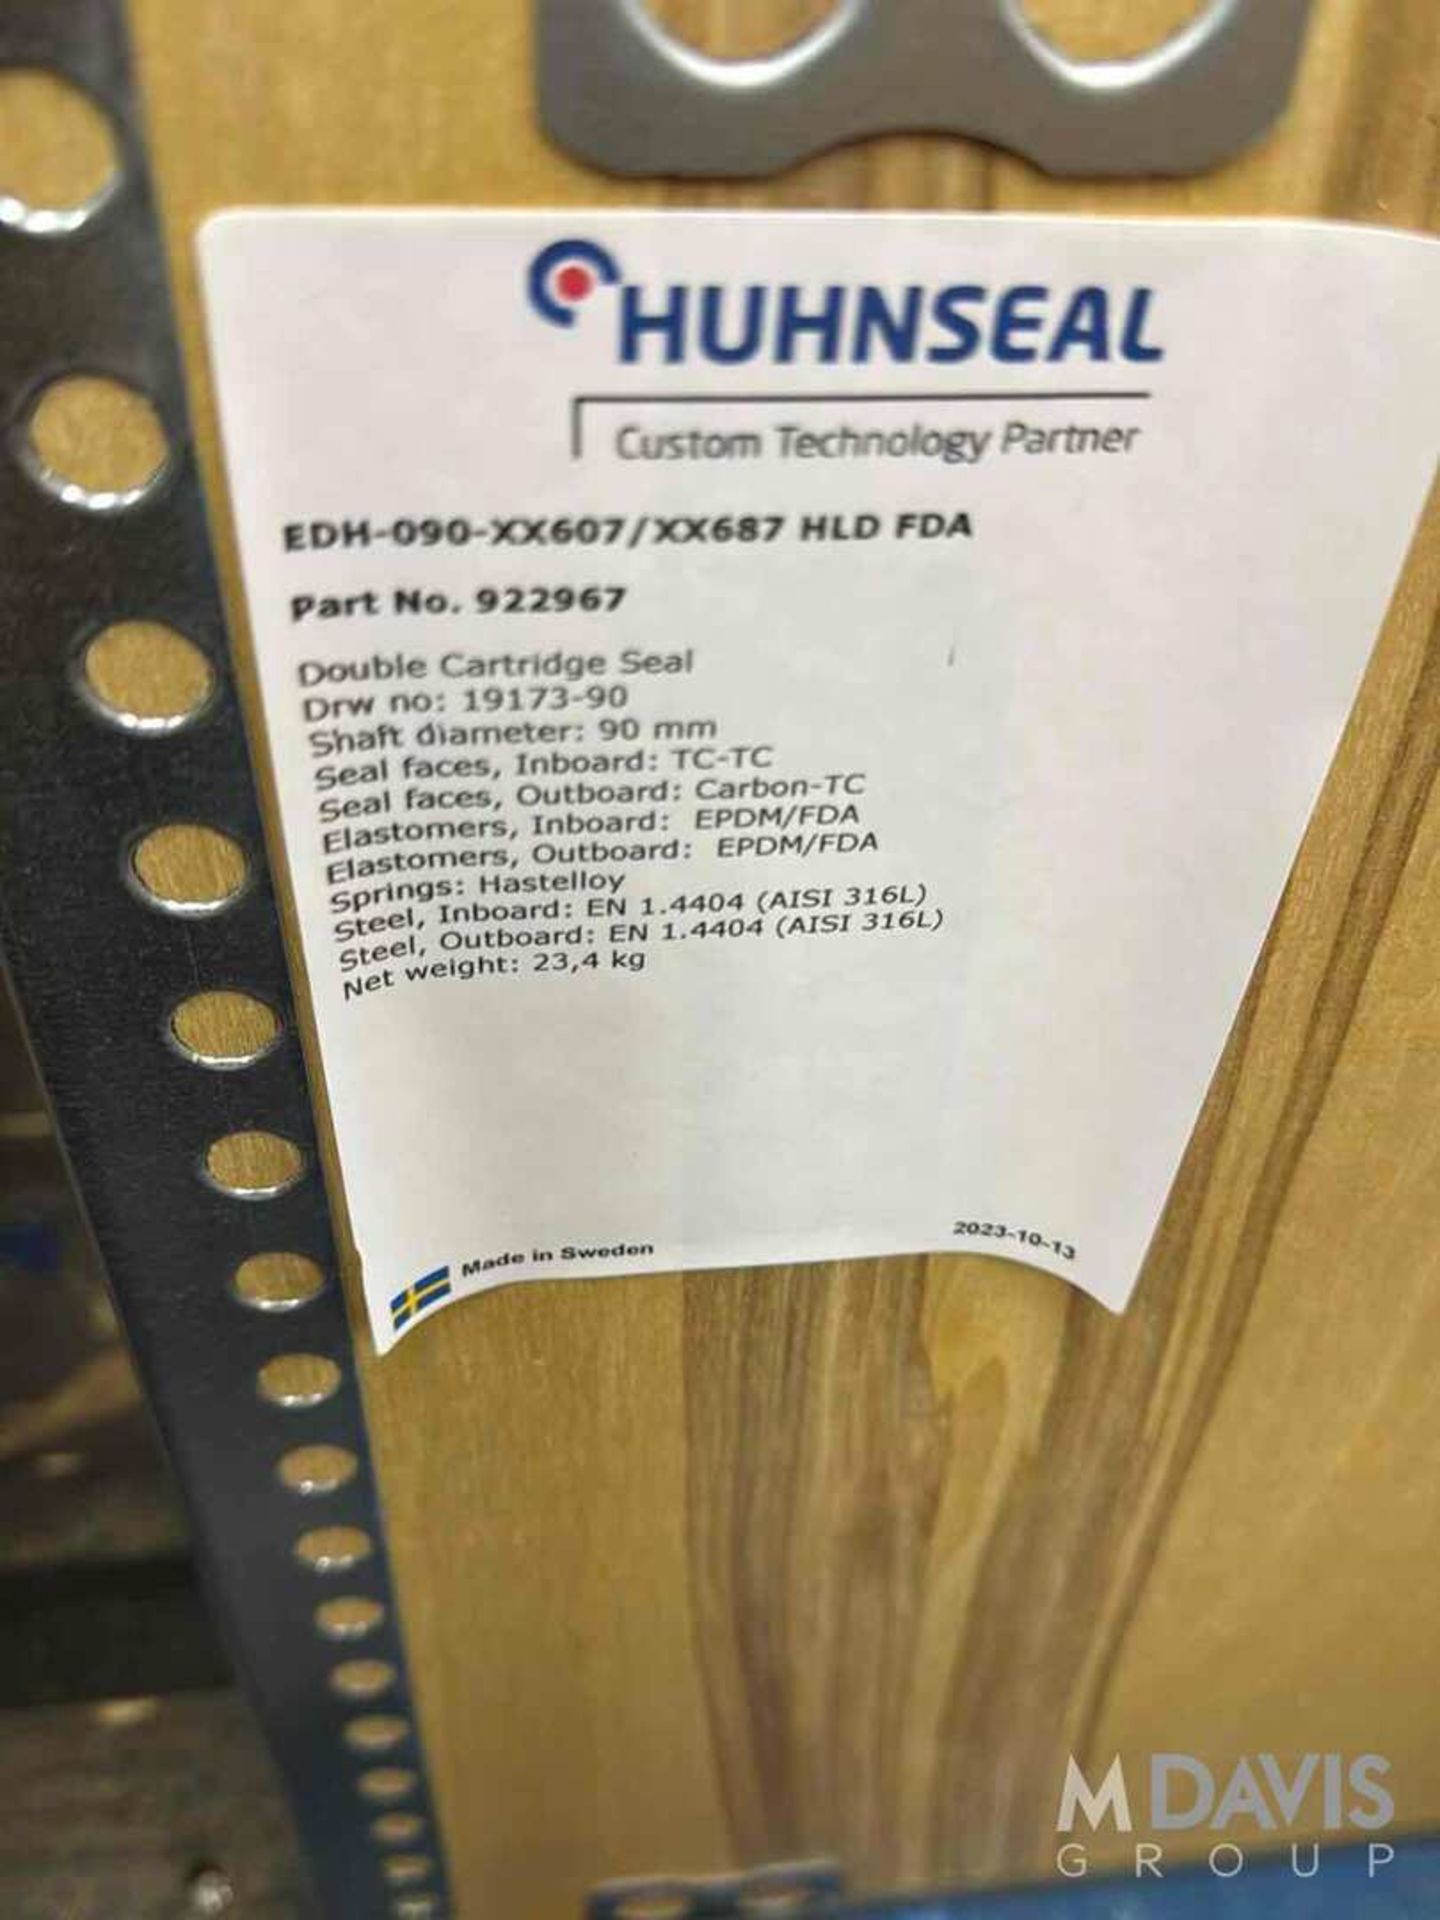 HUHNSEAL
Custom Technology Partner
EDH-090-XX607/XX687 HLD FDA
Part No. 922967
Double Cartridge Seal
Drw no: 19173-90
Shaft diameter: 90 mm
Seal faces, Inboard: TC-TC
Seal faces, Outboard: Carbon-TC
Elastomers, Inboard: EPDM/FDA
Elastomers, Outboard: EPDM/FDA
Springs: Hastelloy
Steel, Inboard: EN 1.4404 (AISI 316L)
Steel, Outboard: EN 1.4404 (AISI 316L)
Net weight: 23,4 kg
Made in Sweden
2023-10-13
MDAVIS
GROUP